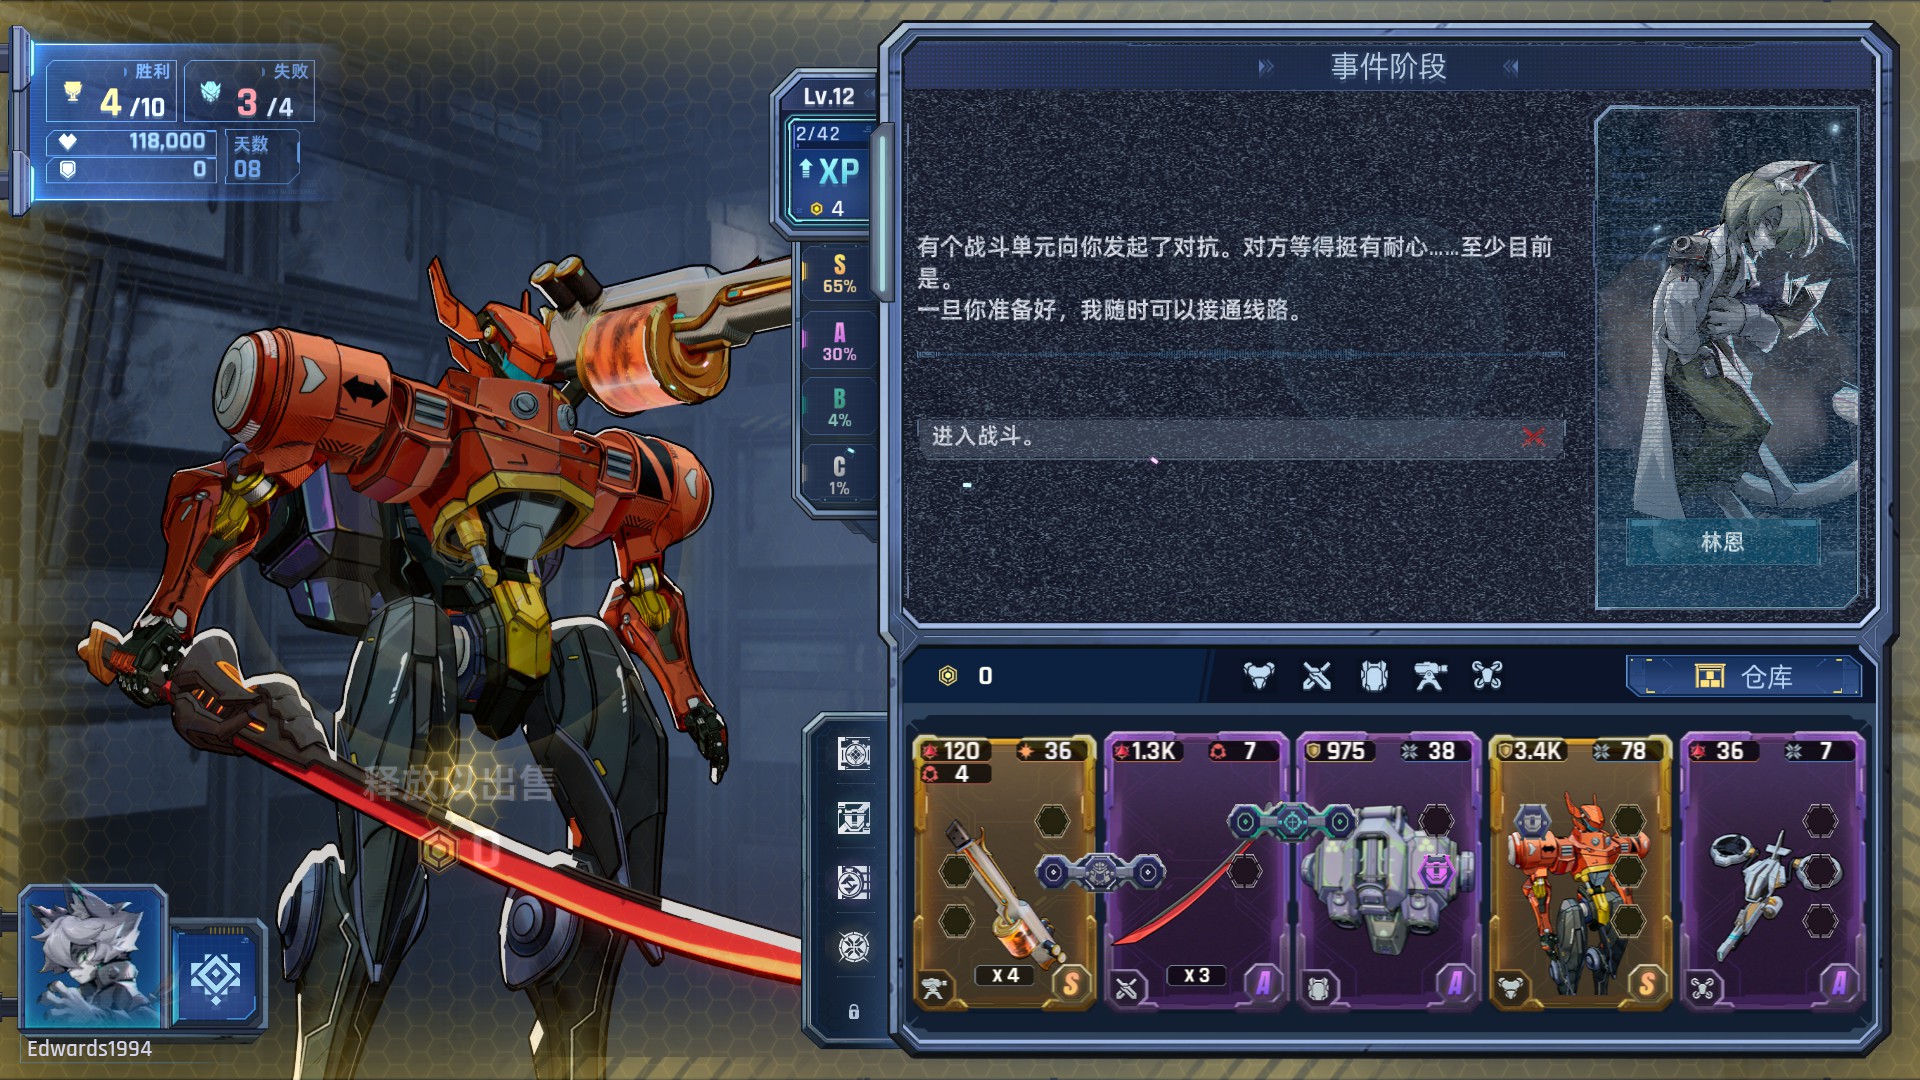 胜利
4 /10
失败
3 /4
118,000
0
天数
08
Lv.12
2/42
XP
4
S
65%
A
30%
B
4%
C
1%
事件阶段
有个战斗单元向你发起了对抗。对方等得挺有耐心……至少目前
是。
一旦你准备好，我随时可以接通线路。
进入战斗。
林恩
0
仓库
释放以出售
0
120
36
4
x4
S
1.3K
7
x3
A
975
38
A
3.4K
78
S
36
7
A
Edwards1994